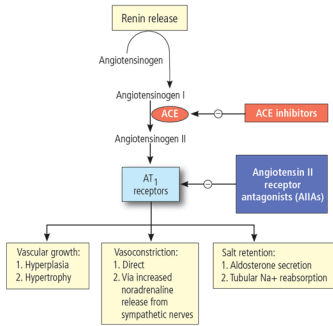 Renin release
Angiotensinogen
Angiotensinogen I
ACE
ACE inhibitors
Angiotensinogen II
AT1
receptors
Angiotensin II
receptor
antagonists (AIIAs)
Vascular growth:
1. Hyperplasia
2. Hypertrophy
Vasoconstriction:
1. Direct
2. Via increased
noradrenaline
release from
sympathetic nerves
Salt retention:
1. Aldosterone secretion
2. Tubular Na+ reabsorption